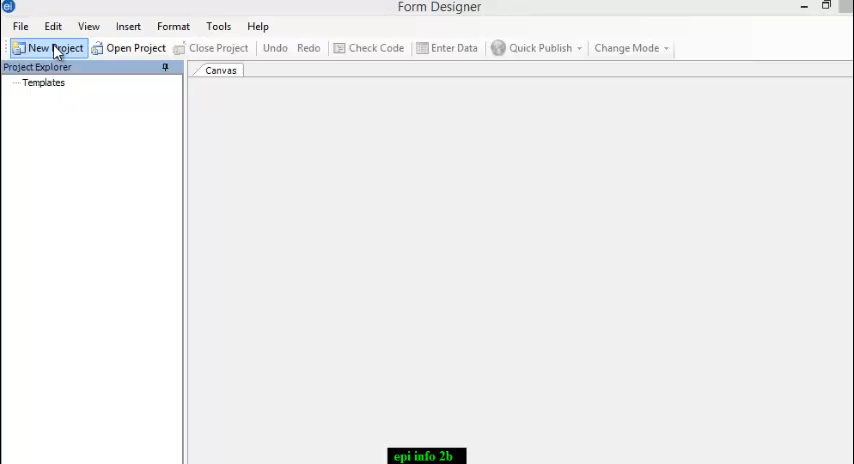 ei Form Designer
File Edit View Insert Format Tools Help
New Project Open Project Close Project Undo Redo Check Code Enter Data Quick Publish Change Mode
Project Explorer
Canvas
Templates
epi info 2b